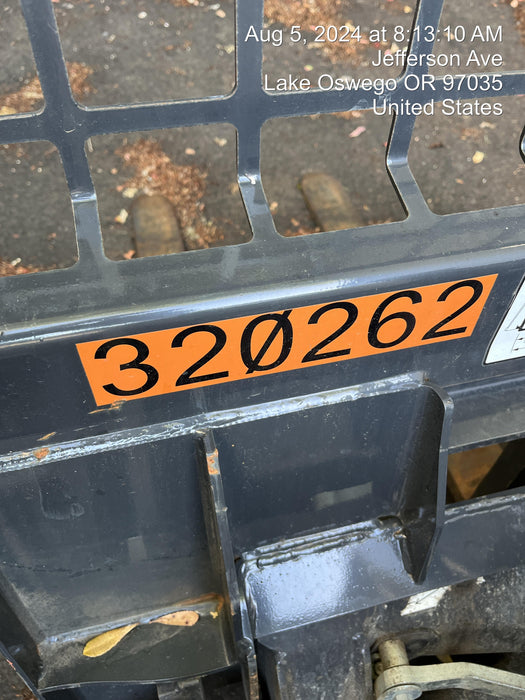 Aug 5, 2024 at 8:13:10 AM
Jefferson Ave
Lake Oswego OR 97035
United States
320262